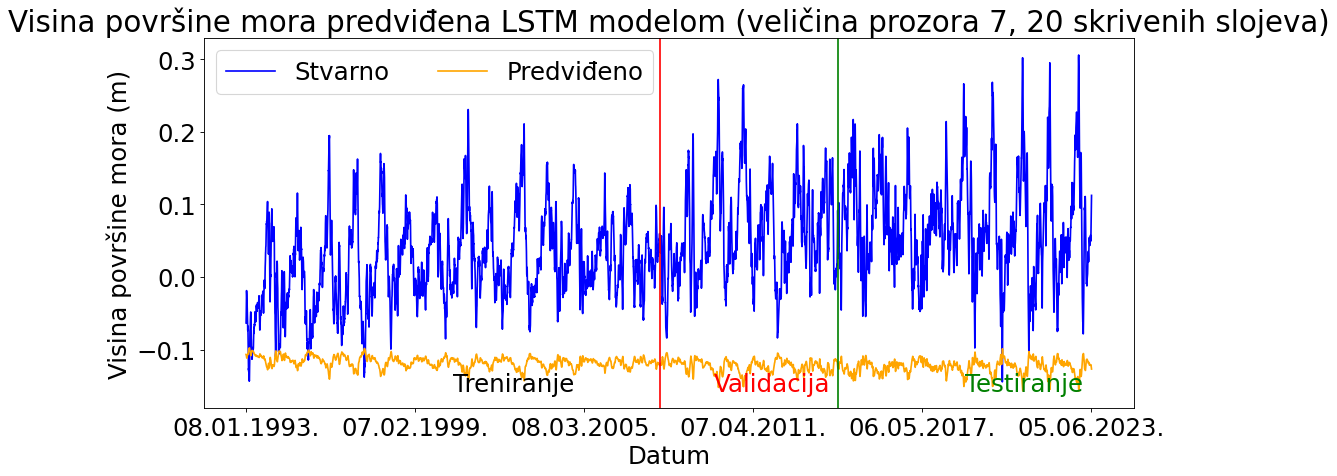 Visina površine mora predviđena LSTM modelom (veličina prozora 7, 20 skrivenih slojeva)
Stvarno
Predviđeno
Visina površine mora (m)
0.3
0.2
0.1
0.0
−0.1
Treniranje
Validacija
Testiranje
08.01.1993.
07.02.1999.
08.03.2005.
07.04.2011.
06.05.2017.
05.06.2023.
Datum